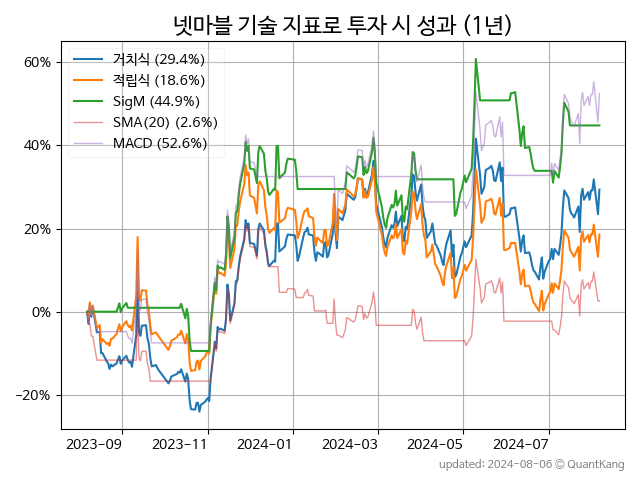 넷마블 기술 지표로 투자 시 성과 (1년)
거치식 (29.4%)
적립식 (18.6%)
SigM (44.9%)
SMA(20) (2.6%)
MACD (52.6%)
60%
40%
20%
0%
−20%
2023-09 2023-11 2024-01 2024-03 2024-05 2024-07
updated: 2024-08-06 © QuantKang